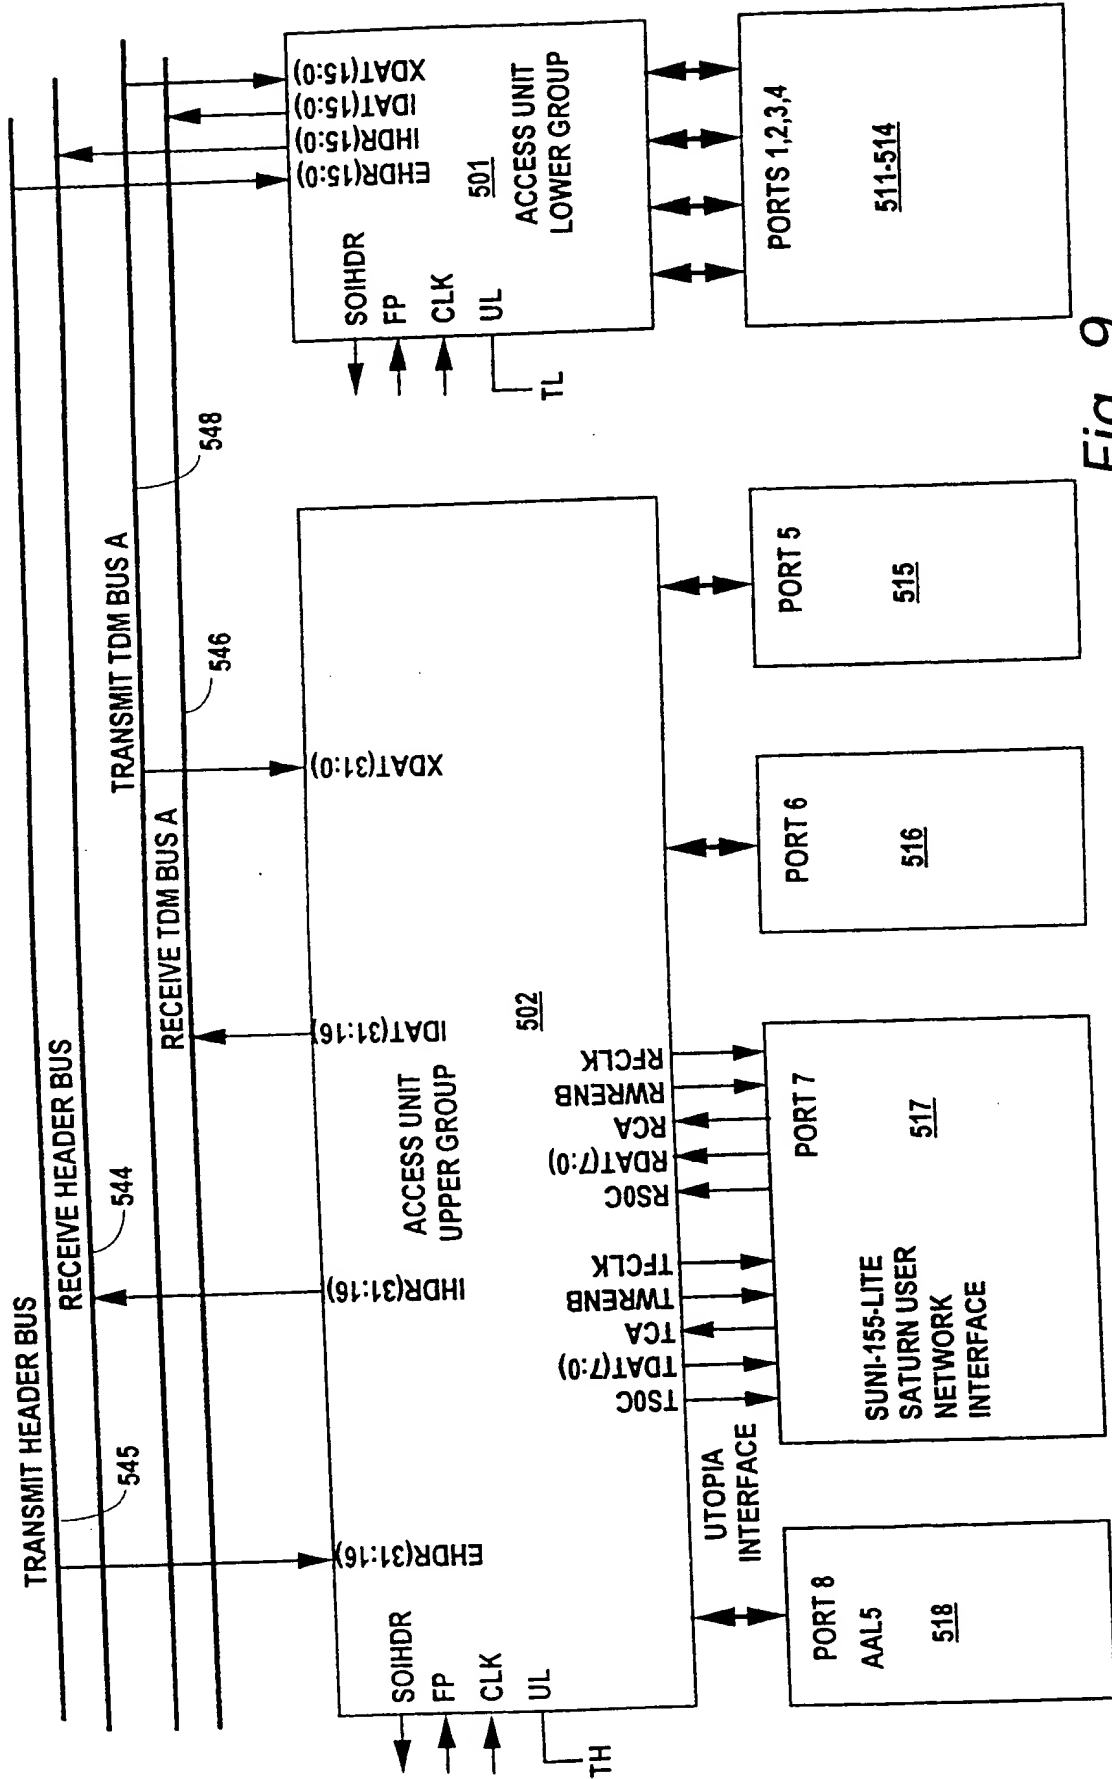 TRANSMIT HEADER BUS
545
RECEIVE HEADER BUS
544
TRANSMIT TDM BUS A
548
RECEIVE TDM BUS A
546
EHDR(31:16)
IHDR(31:16)
IDAT(31:16)
XDAT(31:0)
SOIHDR
FP
CLK
UL
TH
ACCESS UNIT
UPPER GROUP
502
EHDR(15:0)
IHDR(15:0)
IDAT(15:0)
XDAT(15:0)
SOIHDR
FP
CLK
UL
TL
501
ACCESS UNIT
LOWER GROUP
UTOPIA
INTERFACE
TS0C
TDAT(7:0)
TCA
TWRENB
TFCLK
RS0C
RDAT(7:0)
RCA
RWRENB
RFCLK
PORT 8
AAL5
518
PORT 7
517
SUNI-155-LITE
SATURN USER
NETWORK
INTERFACE
PORT 6
516
PORT 5
515
PORTS 1,2,3,4
511-514
Fig. 9